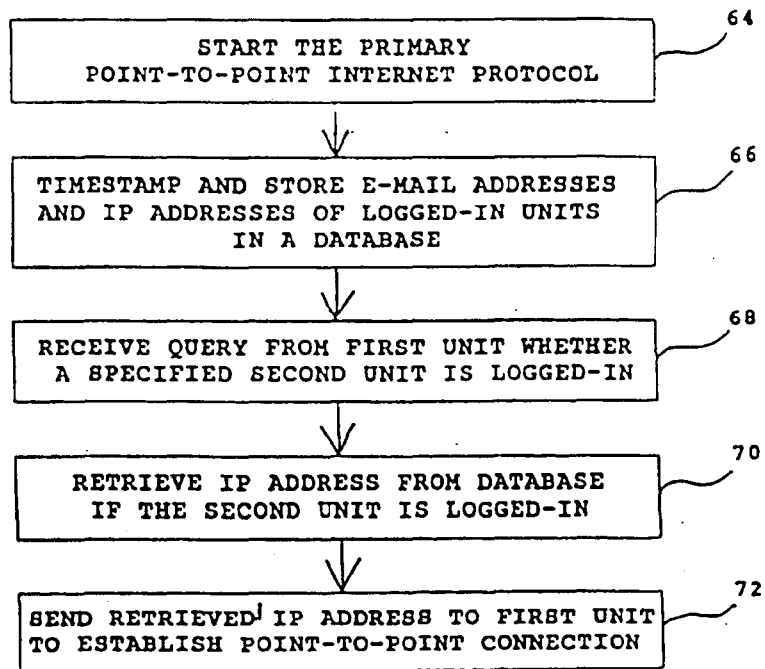 64
START THE PRIMARY
POINT-TO-POINT INTERNET PROTOCOL
66
TIMESTAMP AND STORE E-MAIL ADDRESSES
AND IP ADDRESSES OF LOGGED-IN UNITS
IN A DATABASE
68
RECEIVE QUERY FROM FIRST UNIT WHETHER
A SPECIFIED SECOND UNIT IS LOGGED-IN
70
RETRIEVE IP ADDRESS FROM DATABASE
IF THE SECOND UNIT IS LOGGED-IN
72
SEND RETRIEVED IP ADDRESS TO FIRST UNIT
TO ESTABLISH POINT-TO-POINT CONNECTION